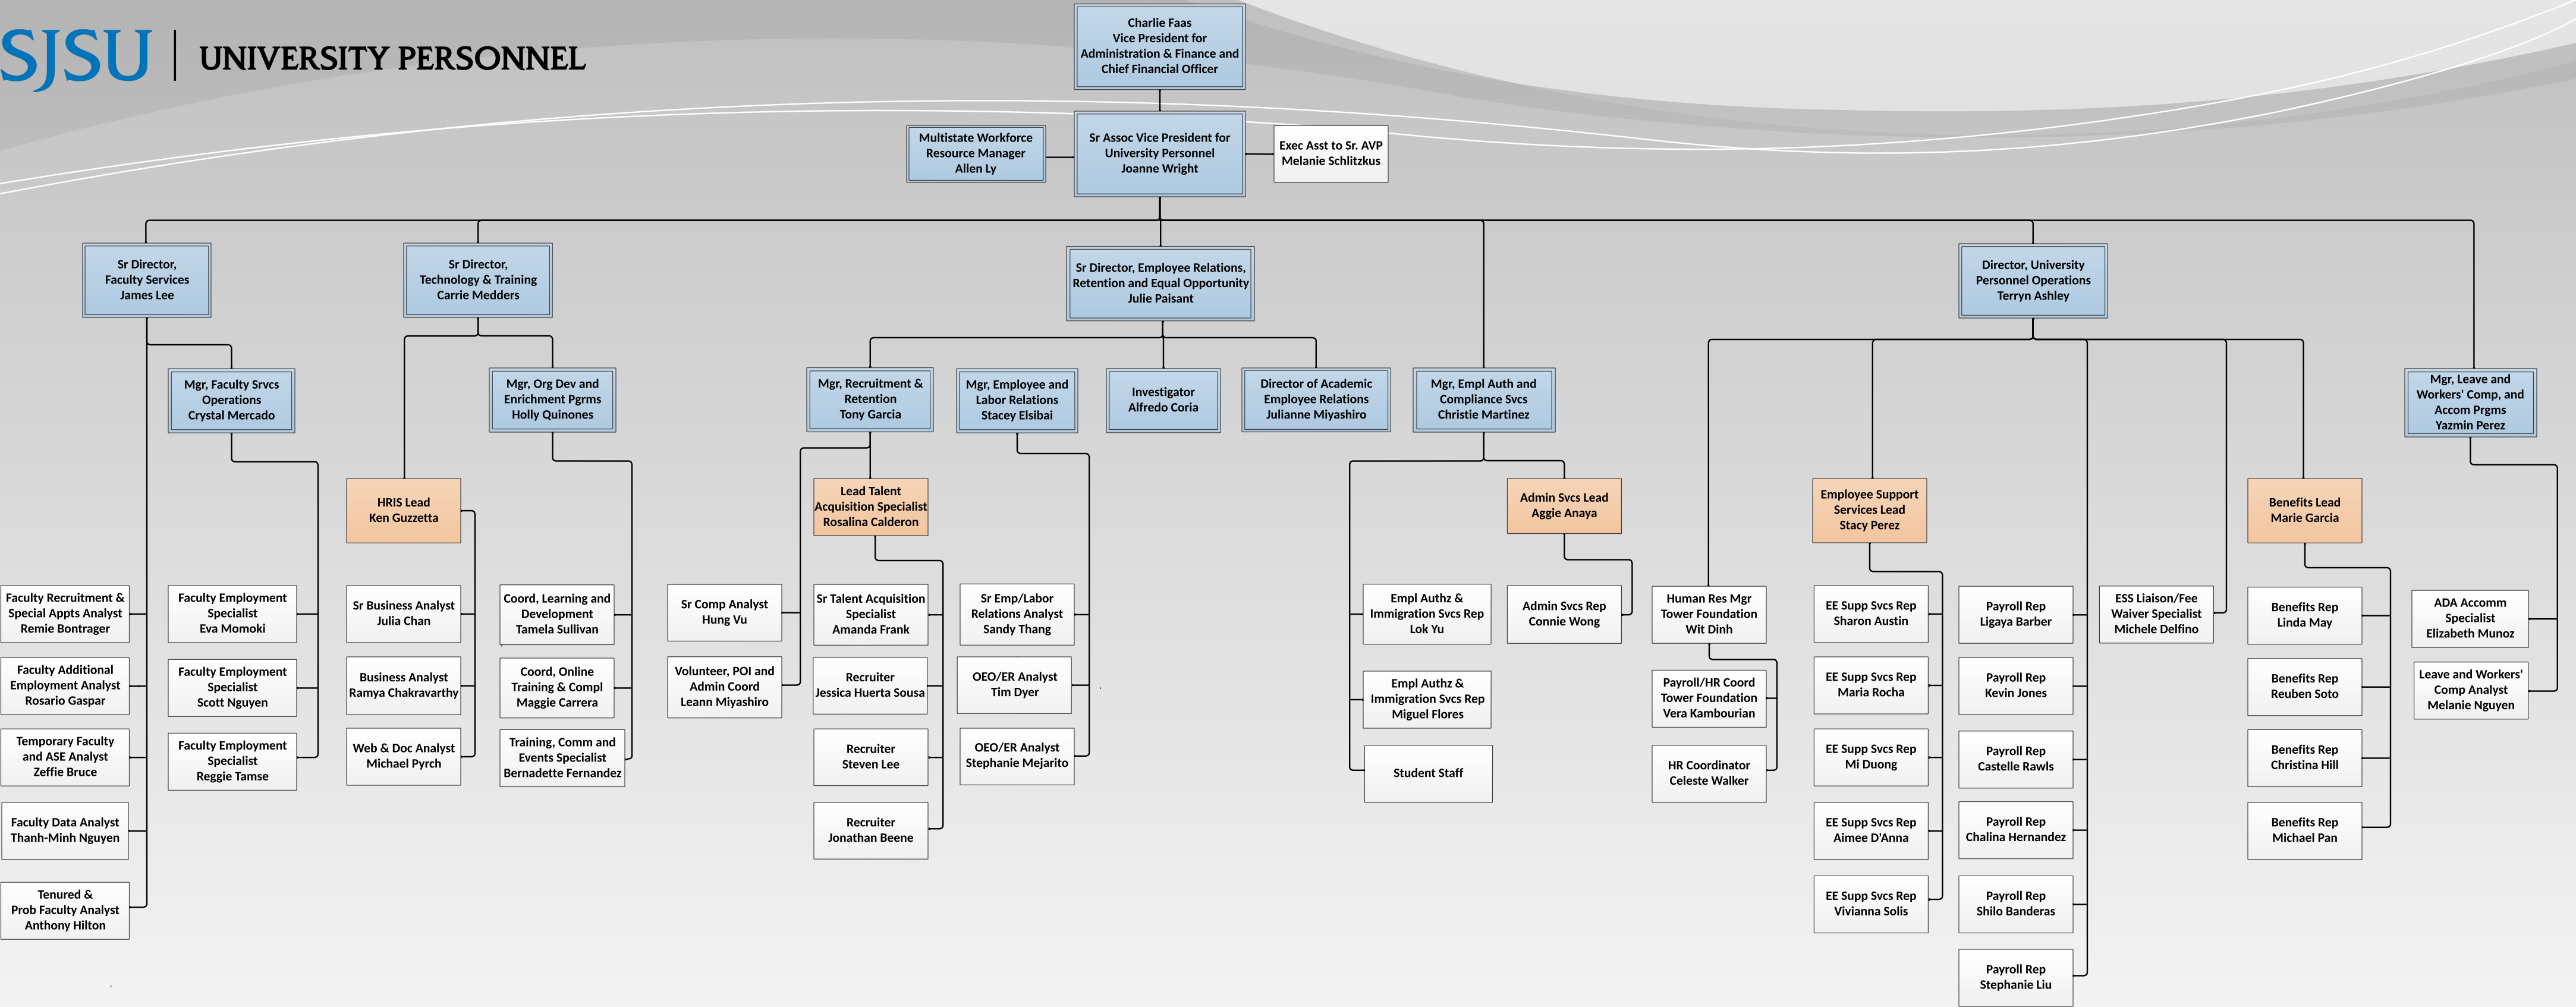 SJSU | UNIVERSITY PERSONNEL
Charlie Faas
Vice President for
Administration & Finance and
Chief Financial Officer
Multistate Workforce
Resource Manager
Allen Ly
Sr Assoc Vice President for
University Personnel
Joanne Wright
Exec Asst to Sr. AVP
Melanie Schlitzkus
Sr Director,
Faculty Services
James Lee
Sr Director,
Technology & Training
Carrie Medders
Sr Director, Employee Relations,
Retention and Equal Opportunity
Julie Paisant
Director, University
Personnel Operations
Terryn Ashley
Mgr, Faculty Srvcs
Operations
Crystal Mercado
Mgr, Org Dev and
Enrichment Pgrms
Holly Quinones
Mgr, Recruitment &
Retention
Tony Garcia
Mgr, Employee and
Labor Relations
Stacey Elsibai
Investigator
Alfredo Coria
Director of Academic
Employee Relations
Julianne Miyashiro
Mgr, Empl Auth and
Compliance Svcs
Christie Martinez
Mgr, Leave and
Workers' Comp, and
Accom Prgms
Yazmin Perez
HRIS Lead
Ken Guzzetta
Lead Talent
Acquisition Specialist
Rosalina Calderon
Admin Svcs Lead
Aggie Anaya
Employee Support
Services Lead
Stacy Perez
Benefits Lead
Marie Garcia
Faculty Recruitment &
Special Appts Analyst
Remie Bontrager
Faculty Employment
Specialist
Eva Momoki
Sr Business Analyst
Julia Chan
Coord, Learning and
Development
Tamela Sullivan
Sr Comp Analyst
Hung Vu
Sr Talent Acquisition
Specialist
Amanda Frank
Sr Emp/Labor
Relations Analyst
Sandy Thang
Empl Authz &
Immigration Svcs Rep
Lok Yu
Admin Svcs Rep
Connie Wong
Human Res Mgr
Tower Foundation
Wit Dinh
EE Supp Svcs Rep
Sharon Austin
Payroll Rep
Ligaya Barber
ESS Liaison/Fee
Waiver Specialist
Michele Delfino
Benefits Rep
Linda May
ADA Accomm
Specialist
Elizabeth Munoz
Faculty Additional
Employment Analyst
Rosario Gaspar
Faculty Employment
Specialist
Scott Nguyen
Business Analyst
Ramya Chakravarthy
Coord, Online
Training & Compl
Maggie Carrera
Volunteer, POI and
Admin Coord
Leann Miyashiro
Recruiter
Jessica Huerta Sousa
OEO/ER Analyst
Tim Dyer
Empl Authz &
Immigration Svcs Rep
Miguel Flores
Payroll/HR Coord
Tower Foundation
Vera Kambourian
EE Supp Svcs Rep
Maria Rocha
Payroll Rep
Kevin Jones
Benefits Rep
Reuben Soto
Leave and Workers'
Comp Analyst
Melanie Nguyen
Temporary Faculty
and ASE Analyst
Zeffie Bruce
Faculty Employment
Specialist
Reggie Tamse
Web & Doc Analyst
Michael Pyrch
Training, Comm and
Events Specialist
Bernadette Fernandez
Recruiter
Steven Lee
OEO/ER Analyst
Stephanie Mejarito
Student Staff
HR Coordinator
Celeste Walker
EE Supp Svcs Rep
Mi Duong
Payroll Rep
Castelle Rawls
Benefits Rep
Christina Hill
Faculty Data Analyst
Thanh-Minh Nguyen
Recruiter
Jonathan Beene
EE Supp Svcs Rep
Aimee D'Anna
Payroll Rep
Chalina Hernandez
Benefits Rep
Michael Pan
Tenured &
Prob Faculty Analyst
Anthony Hilton
EE Supp Svcs Rep
Vivianna Solis
Payroll Rep
Shilo Banderas
Payroll Rep
Stephanie Liu